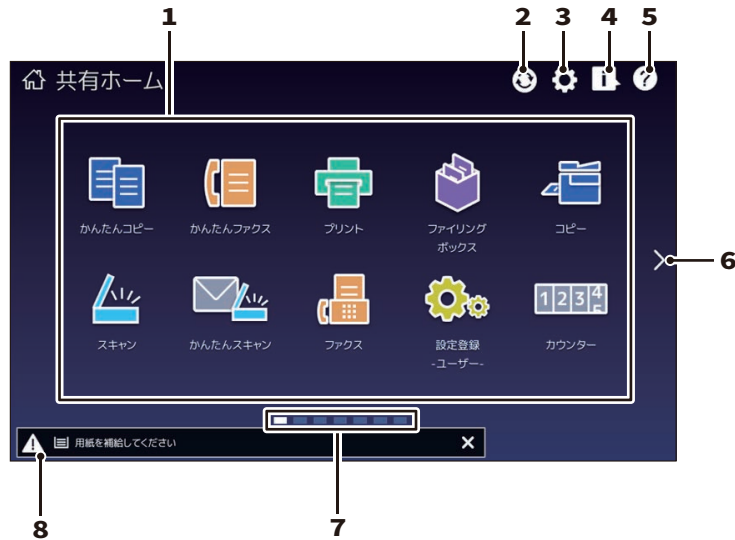 1
2
3
4
5
共有ホーム
かんたんコピー
かんたんファクス
プリント
ファイリング
ボックス
コピー
6
1 2 3 4
5
スキャン
かんたんスキャン
ファクス
設定登録
-ユーザー-
カウンター
用紙を補給してください
8
7